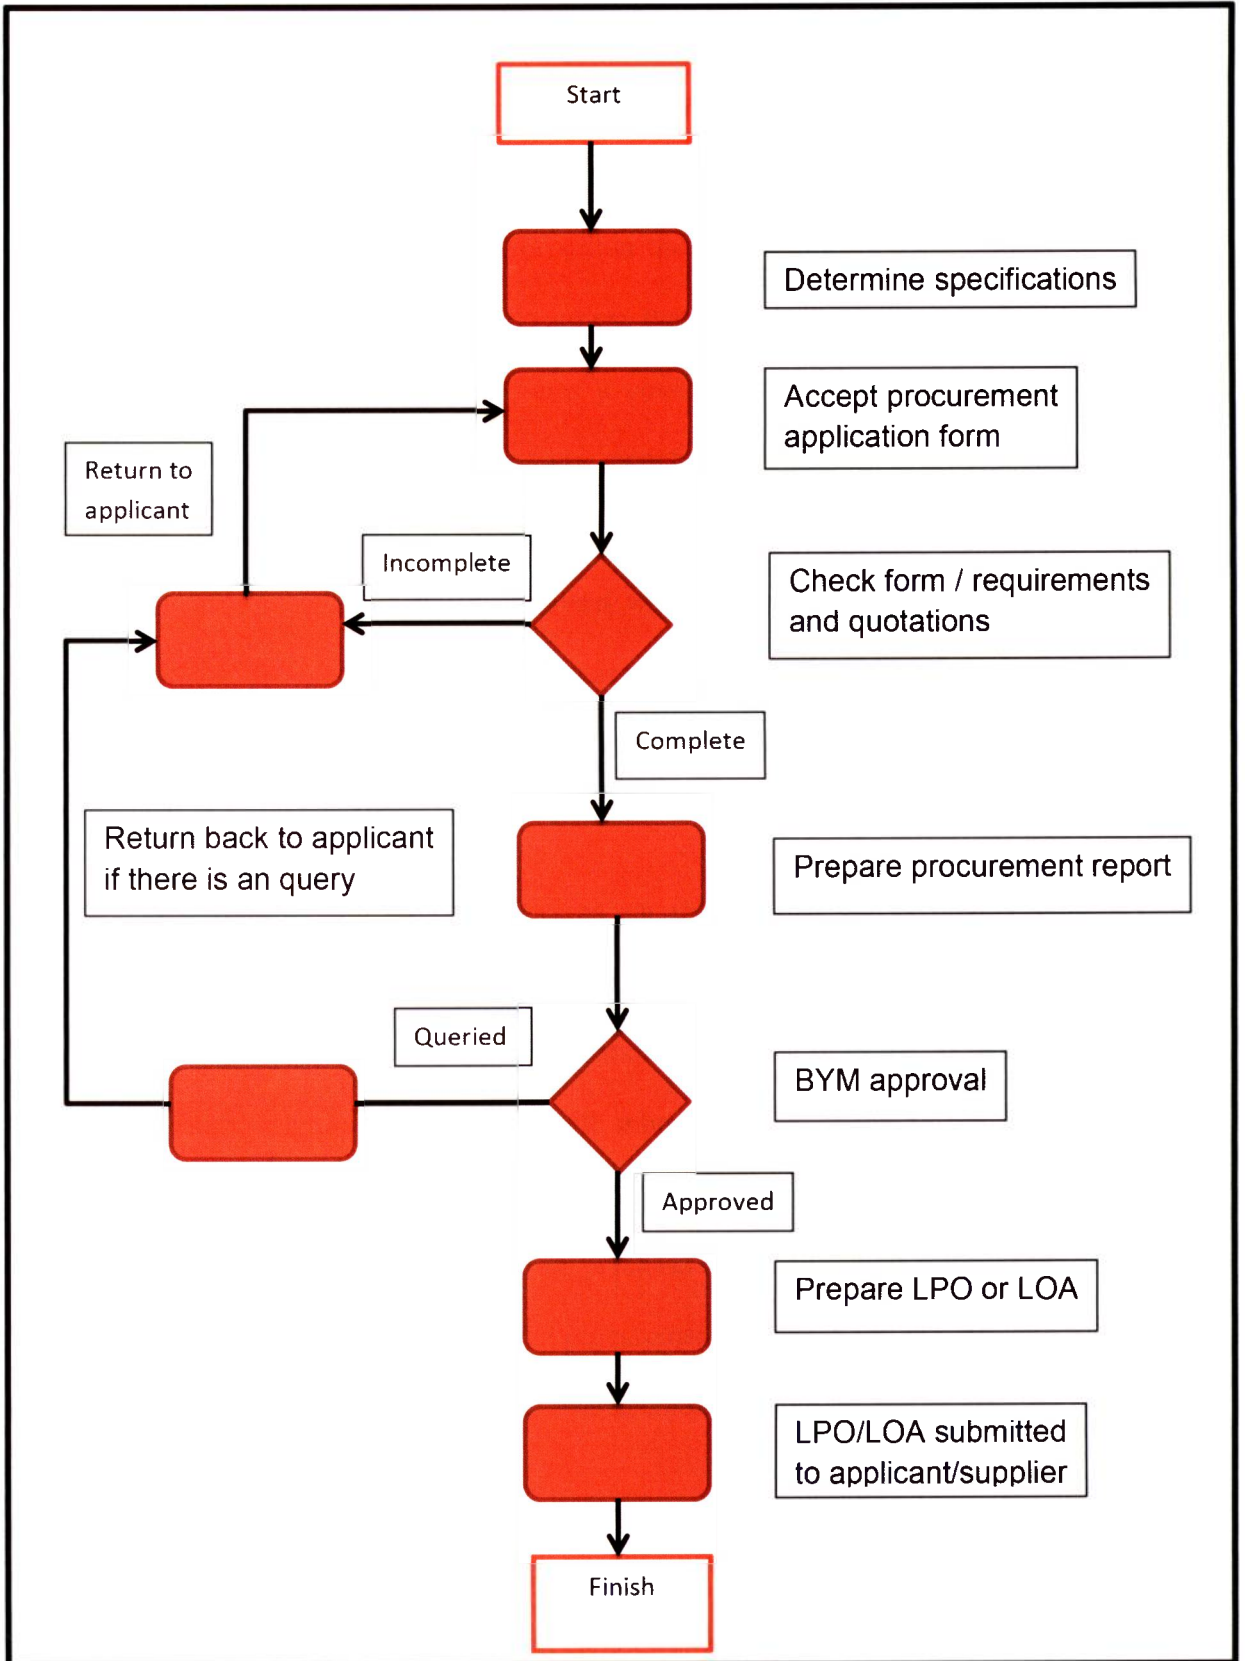 Start
Determine specifications
Accept procurement
application form
Return to
applicant
Incomplete
Check form / requirements
and quotations
Complete
Return back to applicant
if there is an query
Prepare procurement report
Queried
BYM approval
Approved
Prepare LPO or LOA
LPO/LOA submitted
to applicant/supplier
Finish